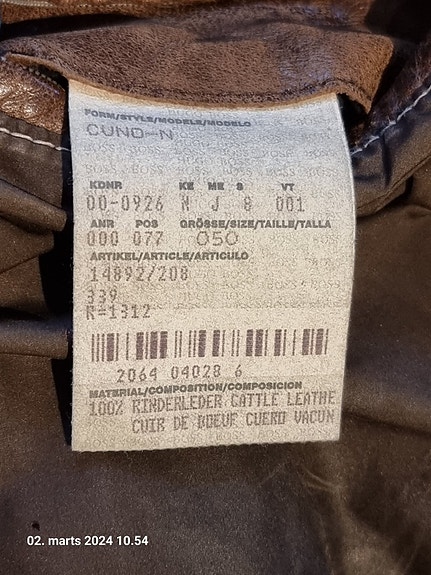 FORM/STYLE/MODELE/MODELO
CUNO-N
KDNR KE ME S VT
00-0926 N J 8 001
ANR POS GRÖSSE/SIZE/TAILLE/TALLA
000 077 050
ARTIKEL/ARTICLE/ARTICULO
14892/208
339
R=1312
2064 04028 6
MATERIAL/COMPOSITION/COMPOSICION
100% RINDERLEDER CATTLE LEATHE
CUIR DE BOEUF CUERO VACUN
02. marts 2024 10.54